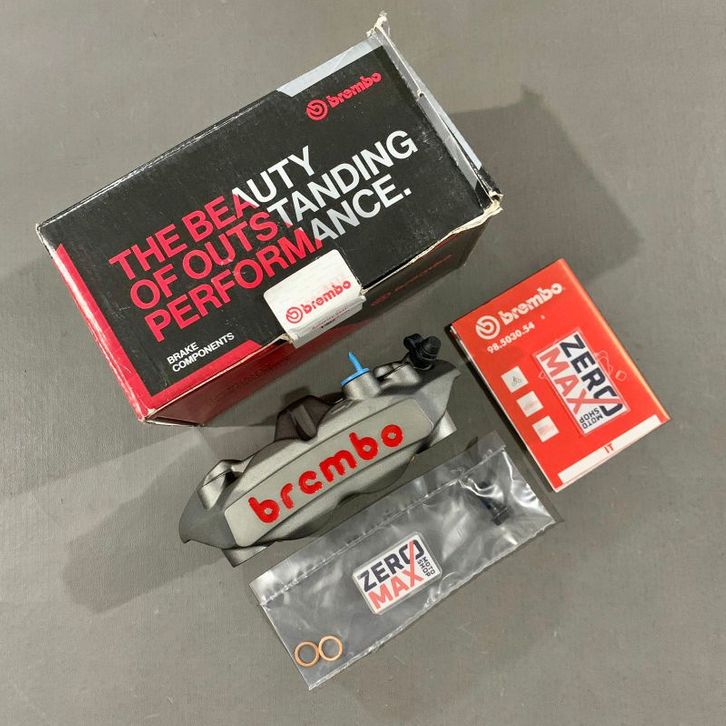 brembo
THE BEAUTY
OF OUTSTANDING
PERFORMANCE.
BRAKE
COMPONENTS
brembo
brembo
98.5030.54
ZERO
MAX
MOTO
SHOP
IT
brembo
ZERO
MAX
MOTO
SHOP